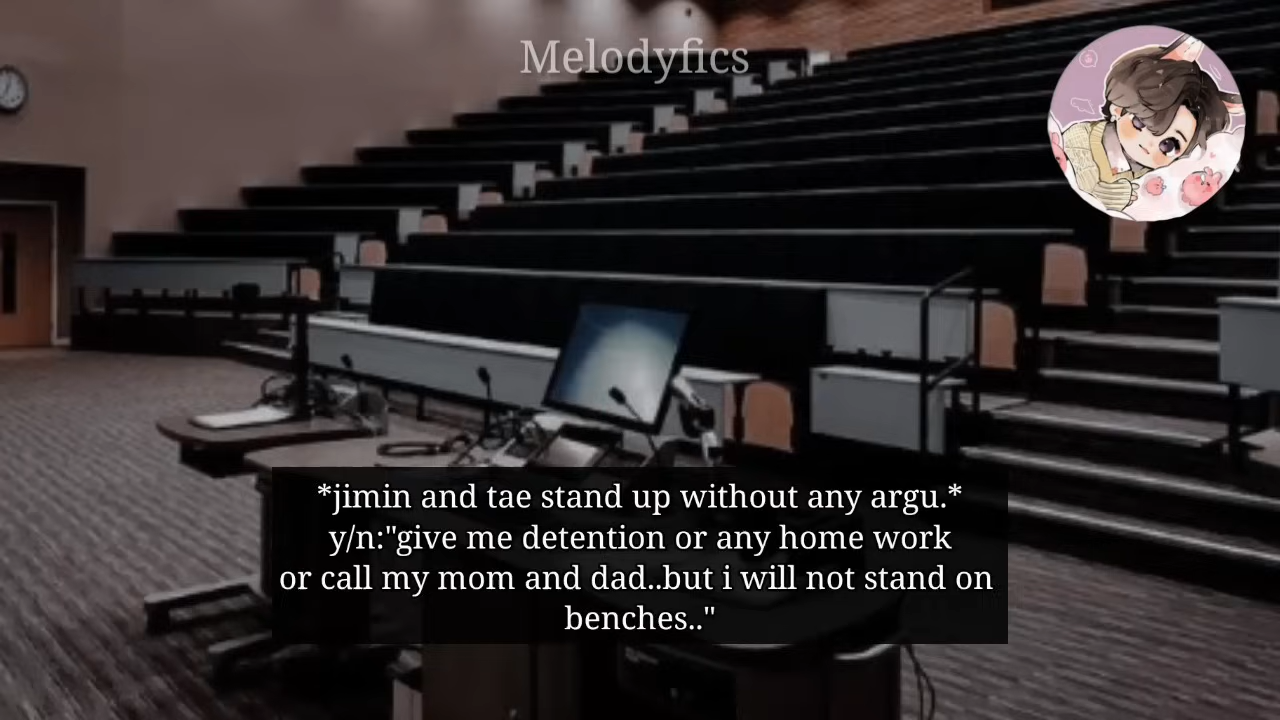 Melodyfics
*jimin and tae stand up without any argu.*
y/n:"give me detention or any home work
or call my mom and dad..but i will not stand on
benches.."